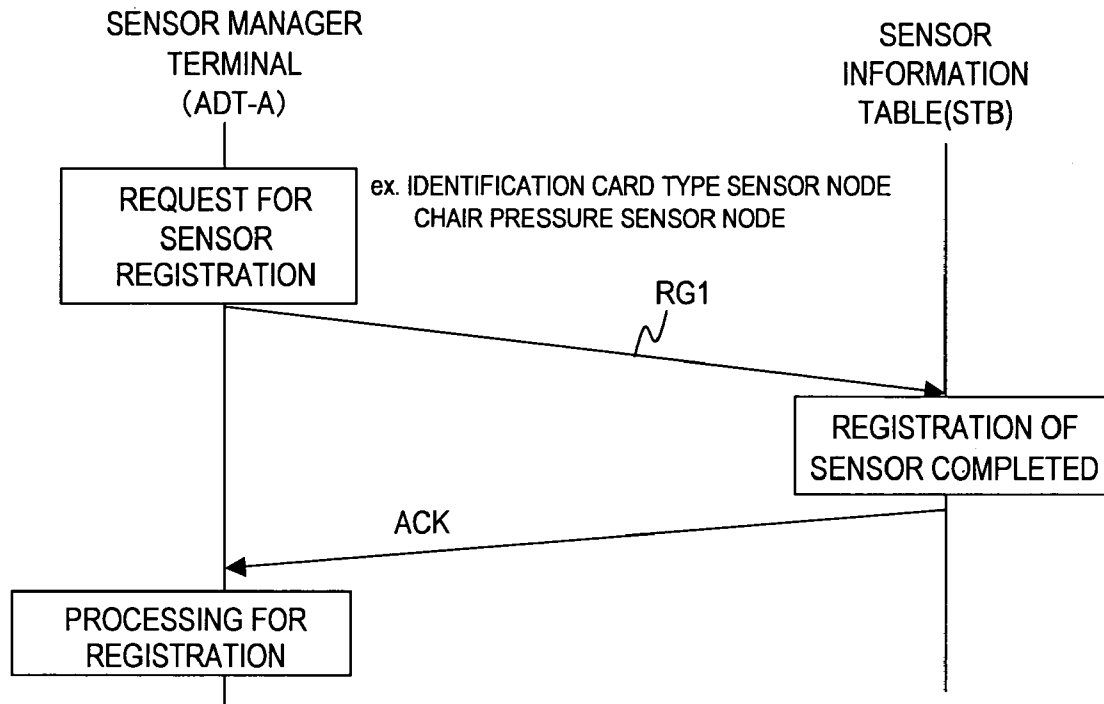 SENSOR MANAGER
TERMINAL
(ADT-A)
SENSOR
INFORMATION
TABLE(STB)
REQUEST FOR
SENSOR
REGISTRATION
ex. IDENTIFICATION CARD TYPE SENSOR NODE
CHAIR PRESSURE SENSOR NODE
RG1
REGISTRATION OF
SENSOR COMPLETED
ACK
PROCESSING FOR
REGISTRATION